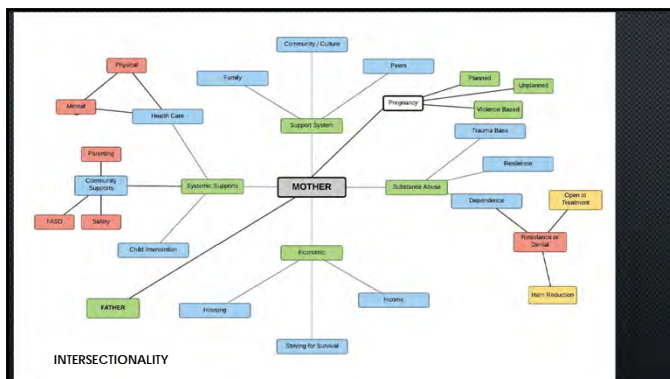 Community / Culture
Physical
Family
Peers
Planned
Unplanned
Pregnancy
Mental
Health Care
Violence Based
Support System
Trauma Base
Parenting
Resilience
Community
Supports
Systemic Supports
MOTHER
Substance Abuse
Dependence
Open to
Treatment
FASD
Safety
Resistance or
Denial
Child Intervention
Economic
FATHER
Housing
Income
Harm Reduction
Striving for Survival
INTERSECTIONALITY